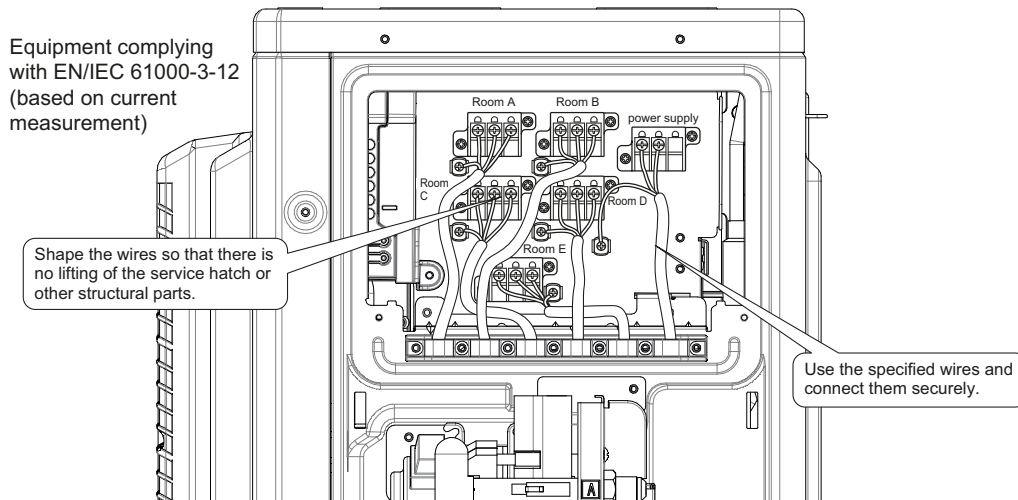 Equipment complying
with EN/IEC 61000-3-12
(based on current
measurement)
Room A
Room B
power supply
Room
C
Room D
Room E
Shape the wires so that there is
no lifting of the service hatch or
other structural parts.
Use the specified wires and
connect them securely.
A